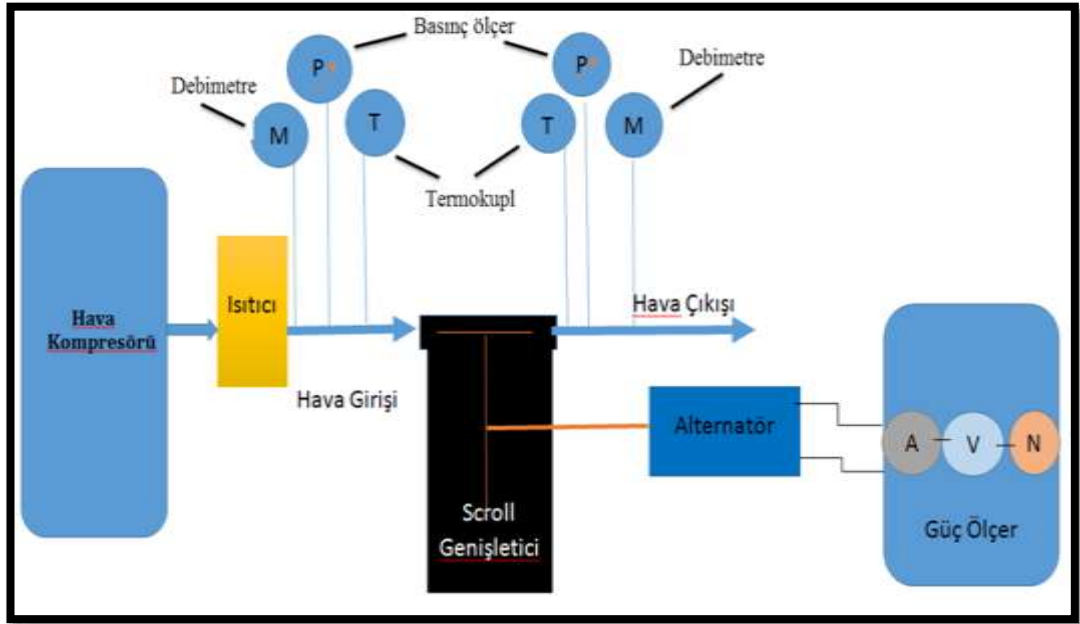 Basınç ölçer
Debimetre
Debimetre
P
P
M
T
T
M
Termokupl
Hava
Kompresörü
Isıtıcı
Hava Girişi
Hava Çıkışı
Scroll
Genişletici
Alternatör
A
V
N
Güç Ölçer